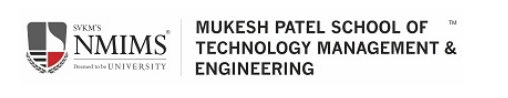 SVKM'S
NMIMS®
Deemed to be UNIVERSITY
MUKESH PATEL SCHOOL OF ™
TECHNOLOGY MANAGEMENT &
ENGINEERING